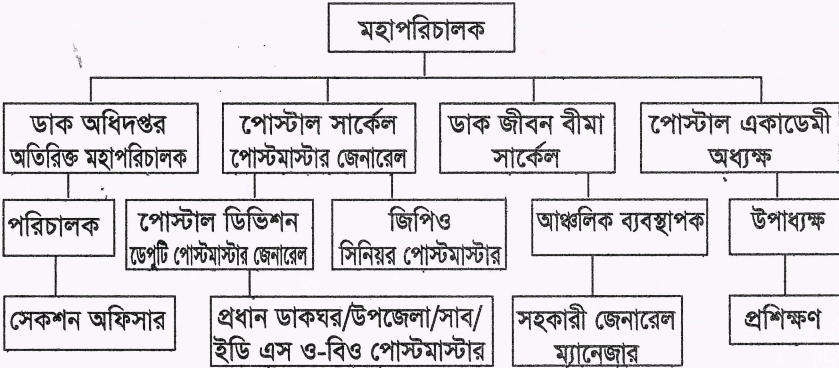 মহাপরিচালক
ডাক অধিদপ্তর
অতিরিক্ত মহাপরিচালক
পোস্টাল সার্কেল
পোস্টমাস্টার জেনারেল
ডাক জীবন বীমা
সার্কেল
পোস্টাল একাডেমী
অধ্যক্ষ
পরিচালক
পোস্টাল ডিভিশন
ডেপুটি পোস্টমাস্টার জেনারেল
জিপিও
সিনিয়র পোস্টমাস্টার
আঞ্চলিক ব্যবস্থাপক
উপাধ্যক্ষ
সেকশন অফিসার
প্রধান ডাকঘর/উপজেলা/সাব/
ইডি এস ও-বিও পোস্টমাস্টার
সহকারী জেনারেল
ম্যানেজার
প্রশিক্ষণ